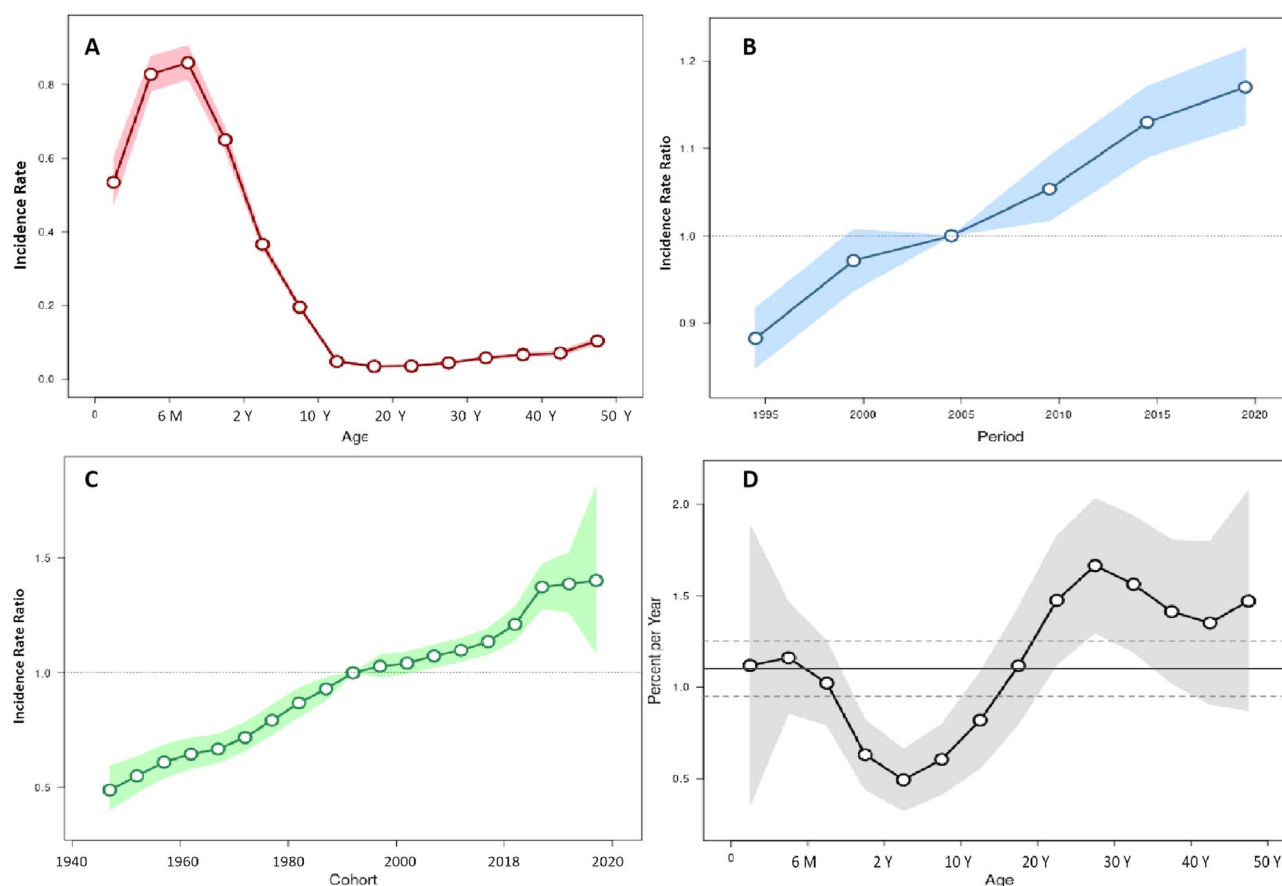 A
Incidence Rate
0.8
0.6
0.4
0.2
0.0
0 6 M 2 Y 10 Y 20 Y 30 Y 40 Y 50 Y
Age
B
Incidence Rate Ratio
1.2
1.1
1.0
0.9
1995 2000 2005 2010 2015 2020
Period
C
Incidence Rate Ratio
1.5
1.0
0.5
1940 1960 1980 2000 2018 2020
Cohort
D
Percent per Year
2.0
1.5
1.0
0.5
0 6 M 2 Y 10 Y 20 Y 30 Y 40 Y 50 Y
Age